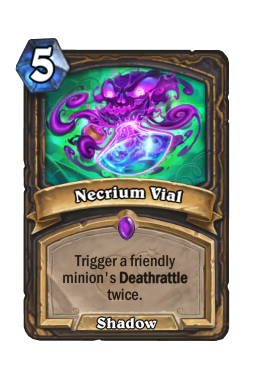 5
Necrium Vial
Trigger a friendly
minion's Deathrattle
twice.
Shadow